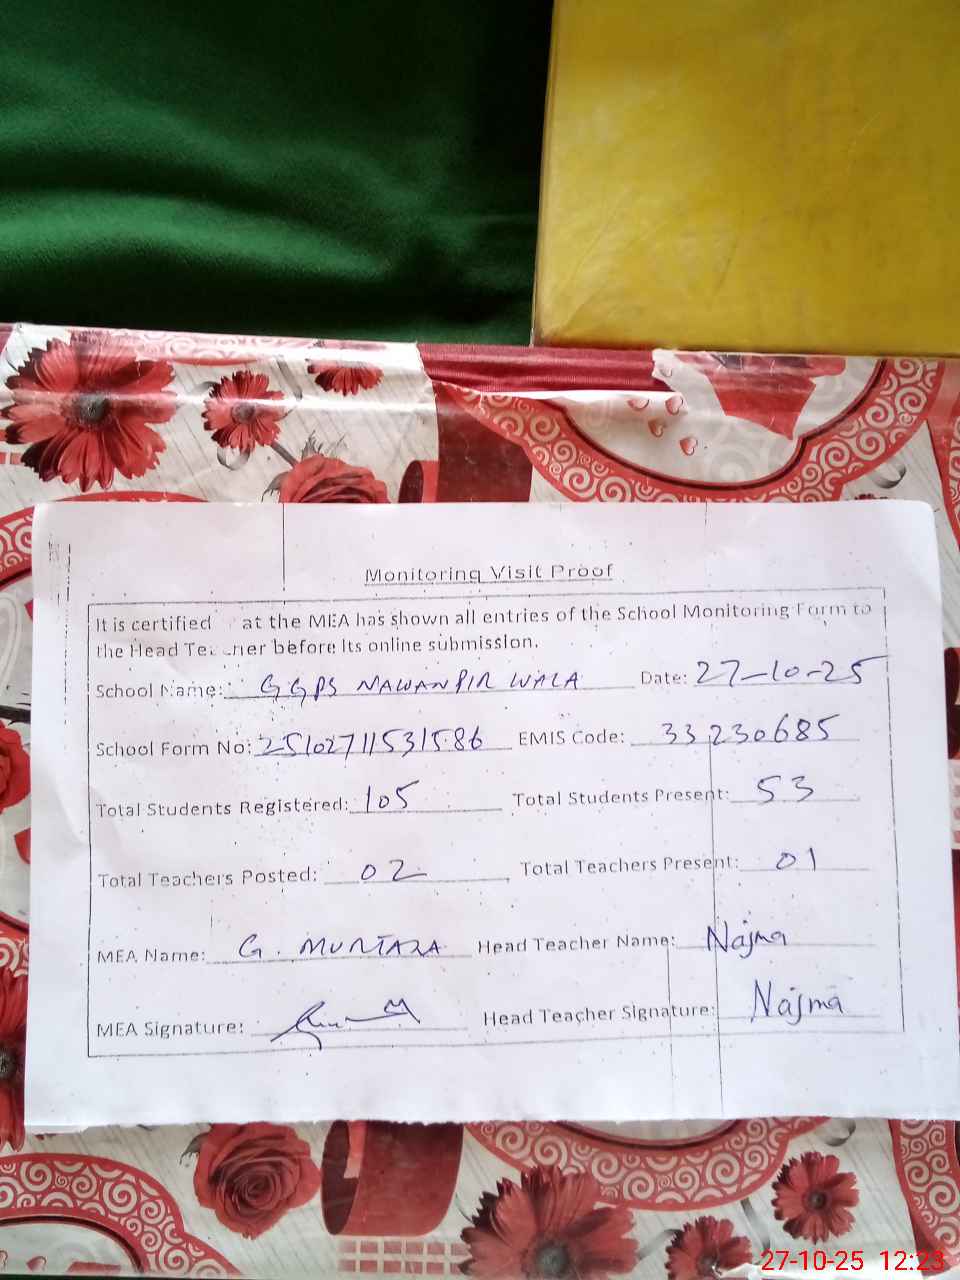 Monitoring Visit Proof
It is certified at the MEA has shown all entries of the School Monitoring Form to
the Head Teacher before Its online submission.
School Name: GGPS NAWAN PIR WALA Date: 27-10-25
School Form No: 25102711531586 EMIS Code: 33230685
Total Students Registered: 105 Total Students Present: 53
Total Teachers Posted: 02 Total Teachers Present: 01
MEA Name: G. MURTAZA Head Teacher Name: Najma
MEA Signature: Head Teacher Signature: Najma
27-10-25 12:23